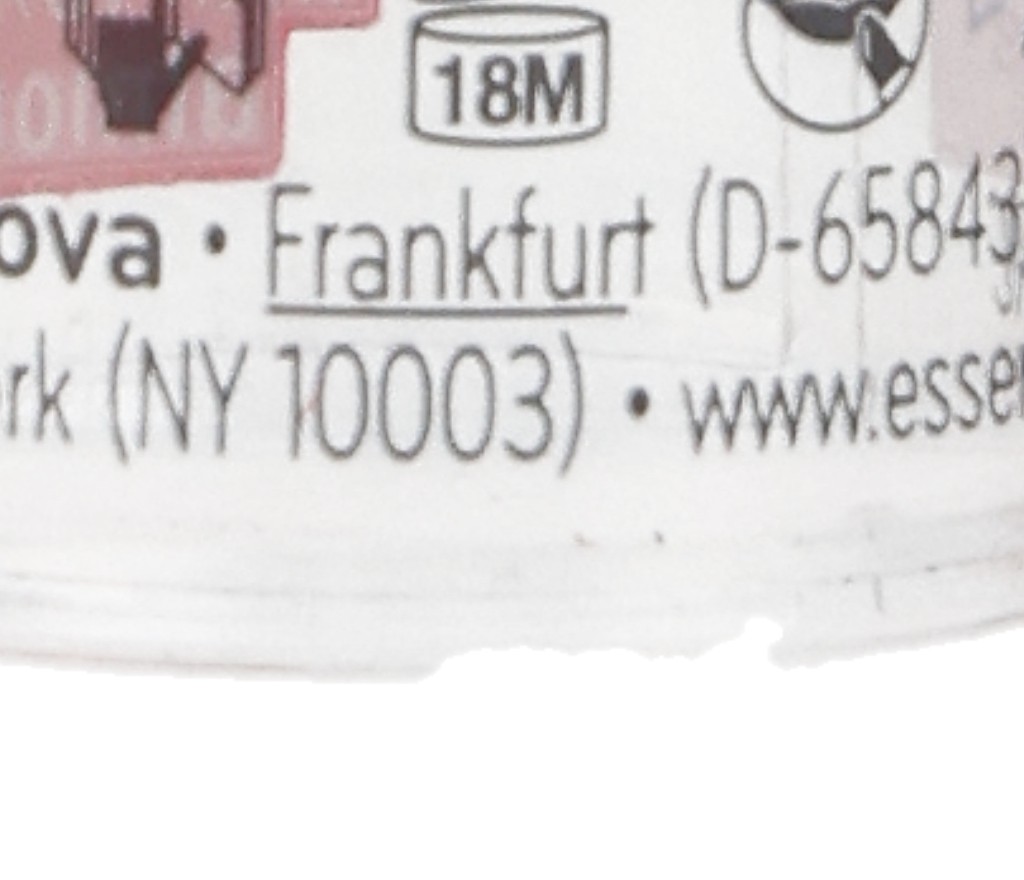 18M
ova • Frankfurt (D-65843
rk (NY 10003) • www.esse